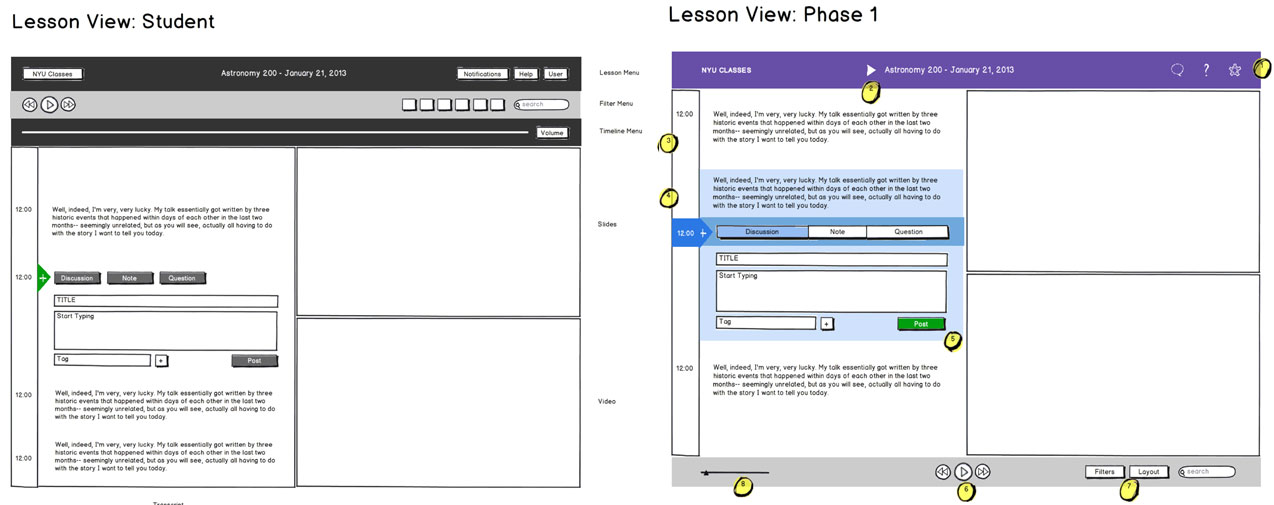 Lesson View: Student
NYU Classes
Astronomy 200 - January 21, 2013
Notifications
Help
User
Lesson Menu
search
Filter Menu
Volume
Timeline Menu
12:00
Well, indeed, I'm very, very lucky. My talk essentially got written by three
historic events that happened within days of each other in the last two
months-- seemingly unrelated, but as you will see, actually all having to do
with the story I want to tell you today.
Slides
12:00
+
Discussion
Note
Question
TITLE
Start Typing
Tag
+
Post
12:00
Well, indeed, I'm very, very lucky. My talk essentially got written by three
historic events that happened within days of each other in the last two
months-- seemingly unrelated, but as you will see, actually all having to do
with the story I want to tell you today.
Video
12:00
Well, indeed, I'm very, very lucky. My talk essentially got written by three
historic events that happened within days of each other in the last two
months-- seemingly unrelated, but as you will see, actually all having to do
with the story I want to tell you today.
Transcript
Lesson View: Phase 1
NYU CLASSES
Astronomy 200 - January 21, 2013
?
1
2
12:00
Well, indeed, I'm very, very lucky. My talk essentially got written by three
historic events that happened within days of each other in the last two
months-- seemingly unrelated, but as you will see, actually all having to do
with the story I want to tell you today.
3
4
Well, indeed, I'm very, very lucky. My talk essentially got written by three
historic events that happened within days of each other in the last two
months-- seemingly unrelated, but as you will see, actually all having to do
with the story I want to tell you today.
12:00
+
Discussion
Note
Question
TITLE
Start Typing
Tag
+
Post
5
12:00
Well, indeed, I'm very, very lucky. My talk essentially got written by three
historic events that happened within days of each other in the last two
months-- seemingly unrelated, but as you will see, actually all having to do
with the story I want to tell you today.
Filters
Layout
search
8
6
7